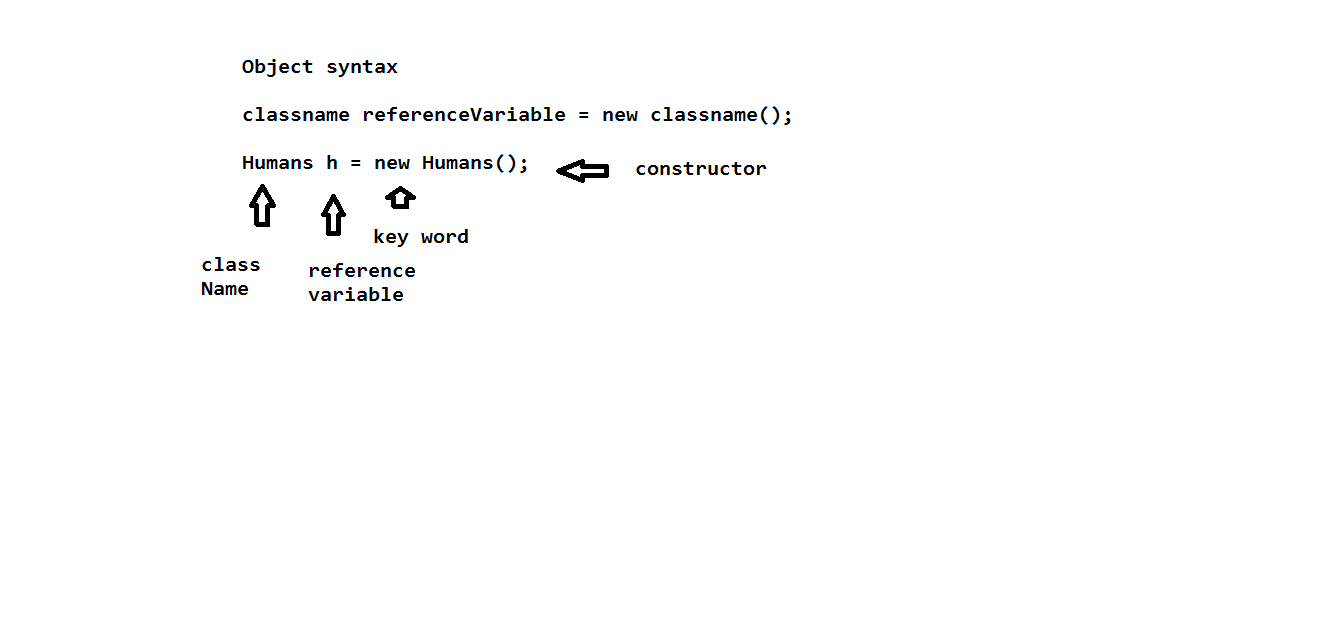 Object syntax
classname referenceVariable = new classname();
Humans h = new Humans();
constructor
key word
class
Name
reference
variable